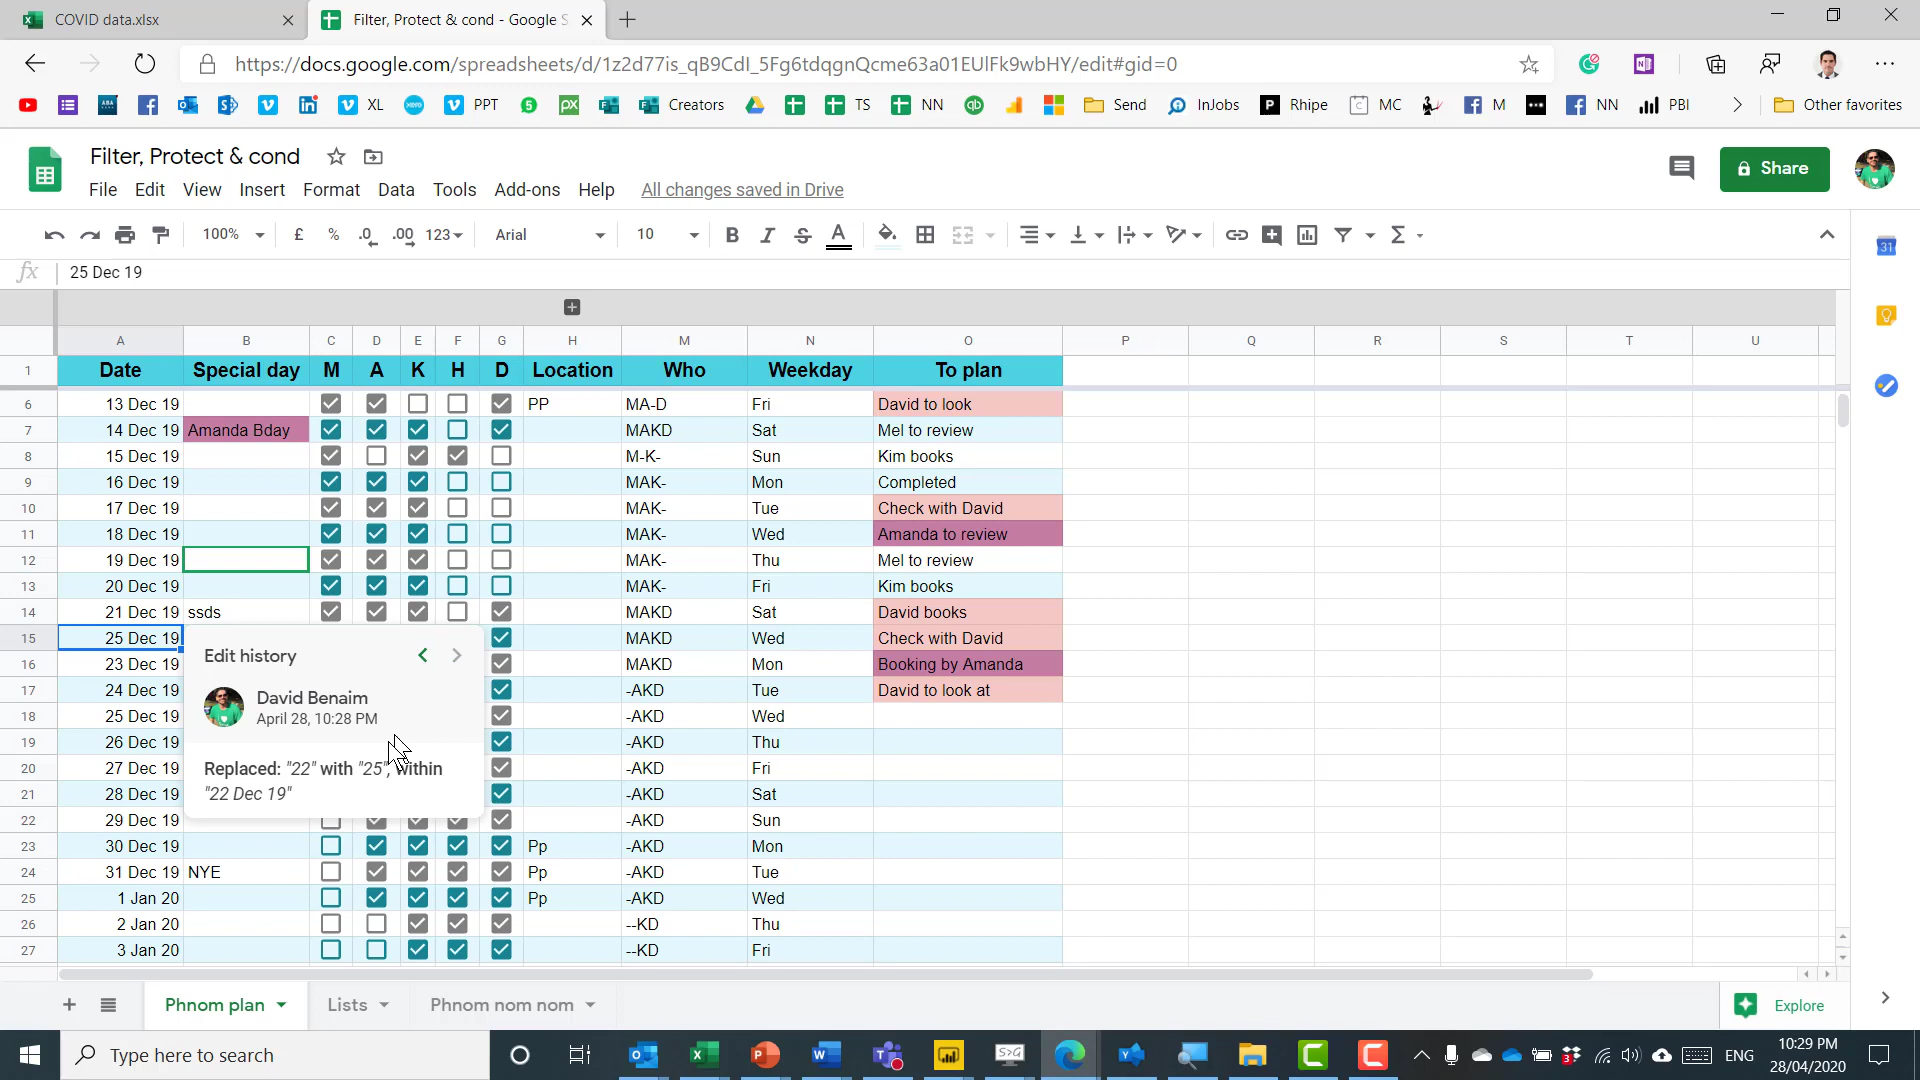 COVID data.xlsx
Filter, Protect & cond - Google S
https://docs.google.com/spreadsheets/d/1z2d77is_qB9CdI_5Fg6tdqgnQcme63a01EUlFk9wbHY/edit#gid=0
XL PPT Creators TS NN Send InJobs Rhipe MC M NN PBI Other favorites
Filter, Protect & cond
Share
File Edit View Insert Format Data Tools Add-ons Help All changes saved in Drive
100% £ % .0 .00 123 Arial 10 B I S A
fx 25 Dec 19
A B C D E F G H M N O P Q R S T U
1 Date Special day M A K H D Location Who Weekday To plan
6 13 Dec 19 PP MA-D Fri David to look
7 14 Dec 19 Amanda Bday MAKD Sat Mel to review
8 15 Dec 19 M-K- Sun Kim books
9 16 Dec 19 MAK- Mon Completed
10 17 Dec 19 MAK- Tue Check with David
11 18 Dec 19 MAK- Wed Amanda to review
12 19 Dec 19 MAK- Thu Mel to review
13 20 Dec 19 MAK- Fri Kim books
14 21 Dec 19 ssds MAKD Sat David books
15 25 Dec 19 MAKD Wed Check with David
16 23 Dec 19 MAKD Mon Booking by Amanda
17 24 Dec 19 -AKD Tue David to look at
18 25 Dec 19 -AKD Wed
19 26 Dec 19 -AKD Thu
20 27 Dec 19 -AKD Fri
21 28 Dec 19 -AKD Sat
22 29 Dec 19 -AKD Sun
23 30 Dec 19 Pp -AKD Mon
24 31 Dec 19 NYE Pp -AKD Tue
25 1 Jan 20 Pp -AKD Wed
26 2 Jan 20 --KD Thu
27 3 Jan 20 --KD Fri
Edit history
David Benaim
April 28, 10:28 PM
Replaced: "22" with "25", within
"22 Dec 19"
Phnom plan Lists Phnom nom nom Explore
Type here to search
ENG
10:29 PM
28/04/2020